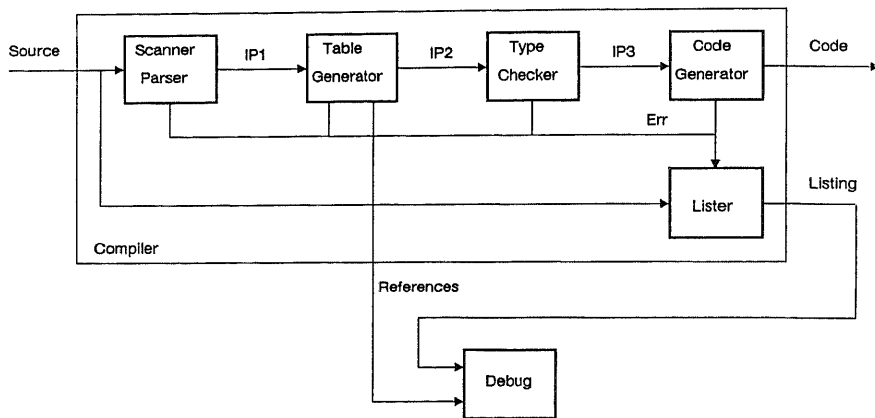 Source
Scanner
Parser
IP1
Table
Generator
IP2
Type
Checker
IP3
Code
Generator
Code
Err
Lister
Listing
Compiler
References
Debug